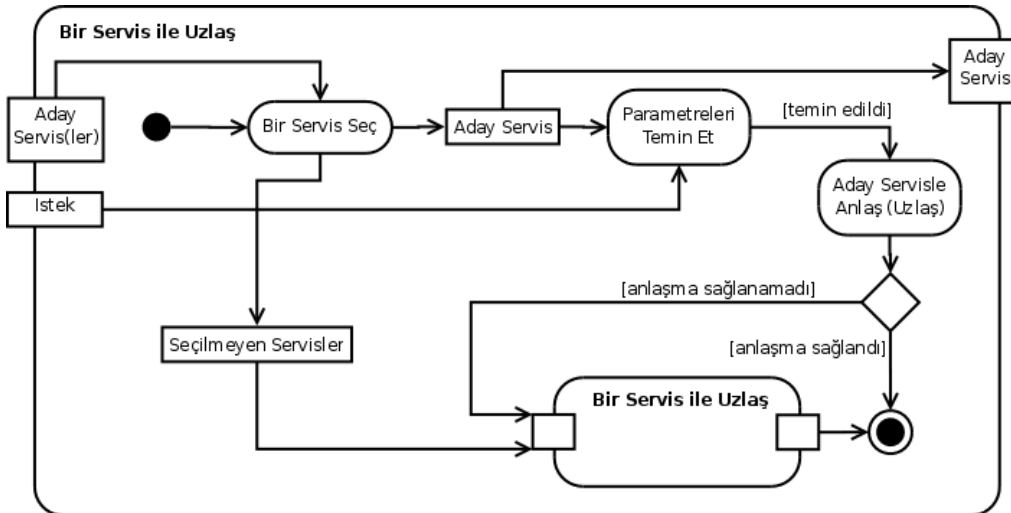 Bir Servis ile Uzlaş
Aday
Servis(ler)
Bir Servis Seç
Aday Servis
Parametreleri
Temin Et
[temin edildi]
Aday
Servis
Istek
Aday Servisle
Anlaş (Uzlaş)
[anlaşma sağlanamadı]
[anlaşma sağlandı]
Seçilmeyen Servisler
Bir Servis ile Uzlaş